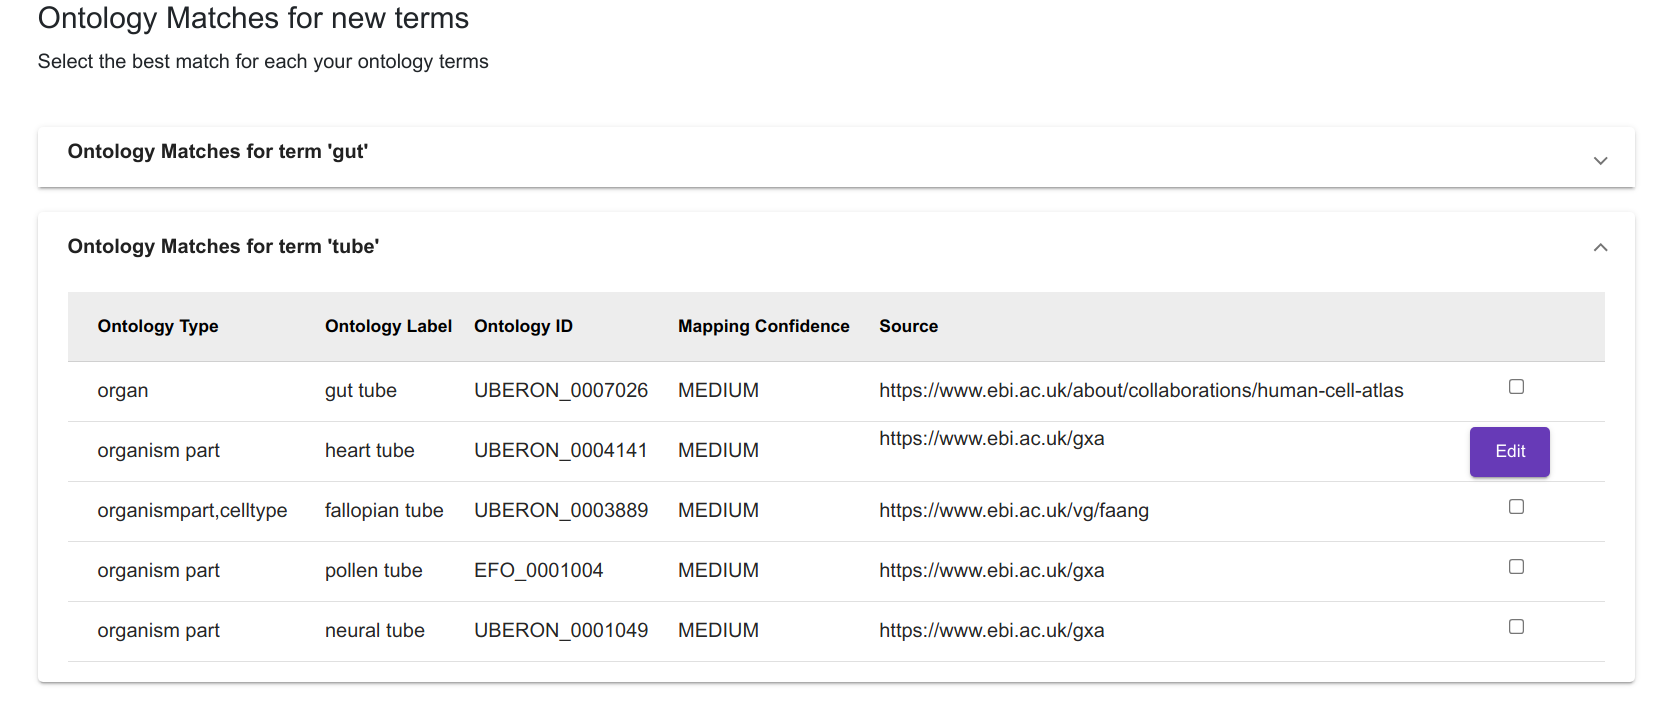 Ontology Matches for new terms
Select the best match for each your ontology terms
Ontology Matches for term 'gut'
Ontology Matches for term 'tube'
Ontology Type Ontology Label Ontology ID Mapping Confidence Source
organ gut tube UBERON_0007026 MEDIUM https://www.ebi.ac.uk/about/collaborations/human-cell-atlas
organism part heart tube UBERON_0004141 MEDIUM https://www.ebi.ac.uk/gxa Edit
organismpart,celltype fallopian tube UBERON_0003889 MEDIUM https://www.ebi.ac.uk/vg/faang
organism part pollen tube EFO_0001004 MEDIUM https://www.ebi.ac.uk/gxa
organism part neural tube UBERON_0001049 MEDIUM https://www.ebi.ac.uk/gxa